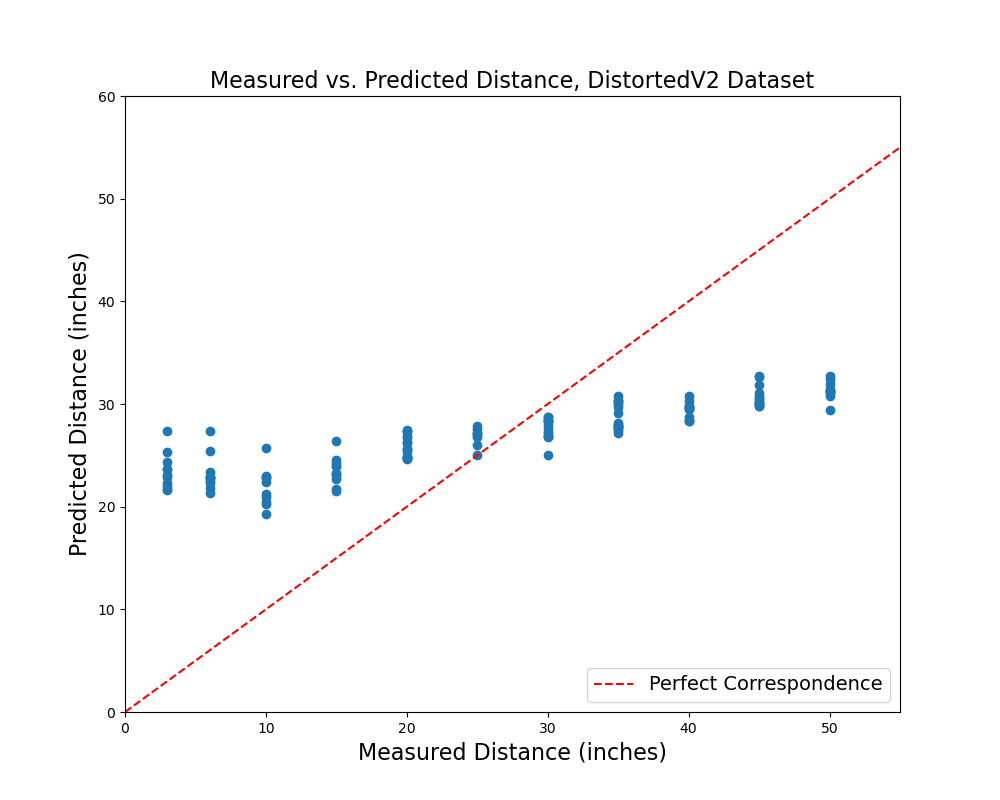 Measured vs. Predicted Distance, DistortedV2 Dataset
60
50
40
30
20
10
0
Predicted Distance (inches)
0 10 20 30 40 50
Measured Distance (inches)
Perfect Correspondence